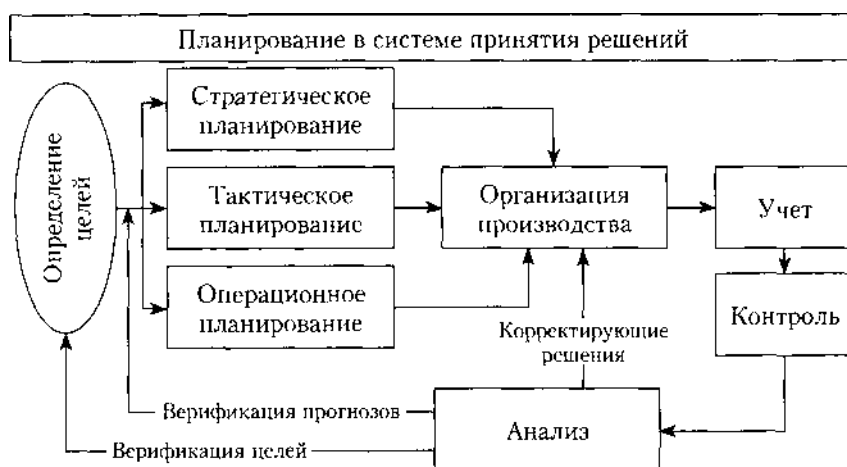 Планирование в системе принятия решений
Стратегическое
планирование
Определение
целей
Тактическое
планирование
Организация
производства
Учет
Операционное
планирование
Контроль
Корректирующие
решения
Верификация прогнозов
Анализ
Верификация целей